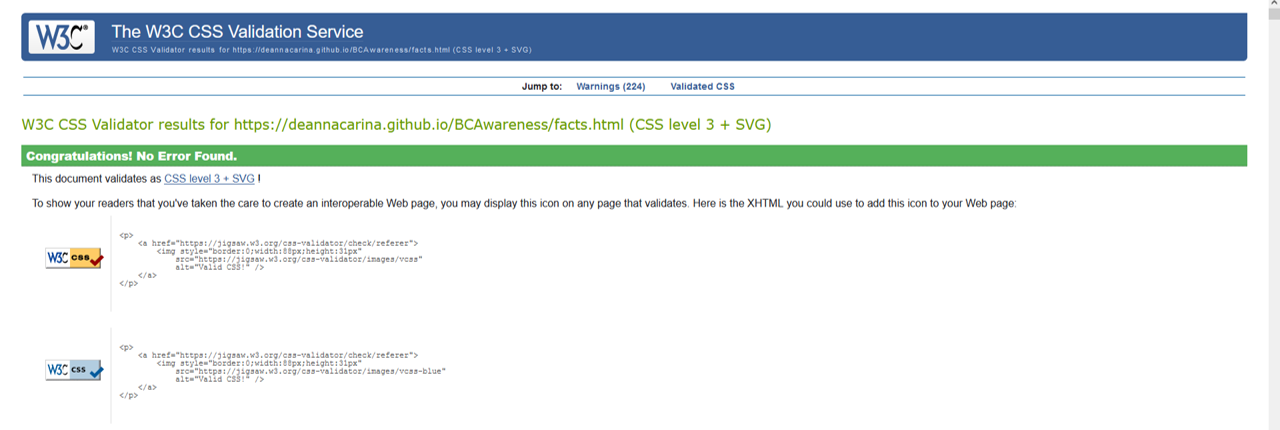 W3C®
The W3C CSS Validation Service
W3C CSS Validator results for https://deannacarina.github.io/BCAwareness/facts.html (CSS level 3 + SVG)
Jump to: Warnings (224) Validated CSS
W3C CSS Validator results for https://deannacarina.github.io/BCAwareness/facts.html (CSS level 3 + SVG)
Congratulations! No Error Found.
This document validates as CSS level 3 + SVG !
To show your readers that you've taken the care to create an interoperable Web page, you may display this icon on any page that validates. Here is the XHTML you could use to add this icon to your Web page:
W3C css
<p>
<a href="https://jigsaw.w3.org/css-validator/check/referer">
<img style="border:0;width:88px;height:31px"
src="https://jigsaw.w3.org/css-validator/images/vcss"
alt="Valid CSS!" />
</a>
</p>
W3C css
<p>
<a href="https://jigsaw.w3.org/css-validator/check/referer">
<img style="border:0;width:88px;height:31px"
src="https://jigsaw.w3.org/css-validator/images/vcss-blue"
alt="Valid CSS!" />
</a>
</p>